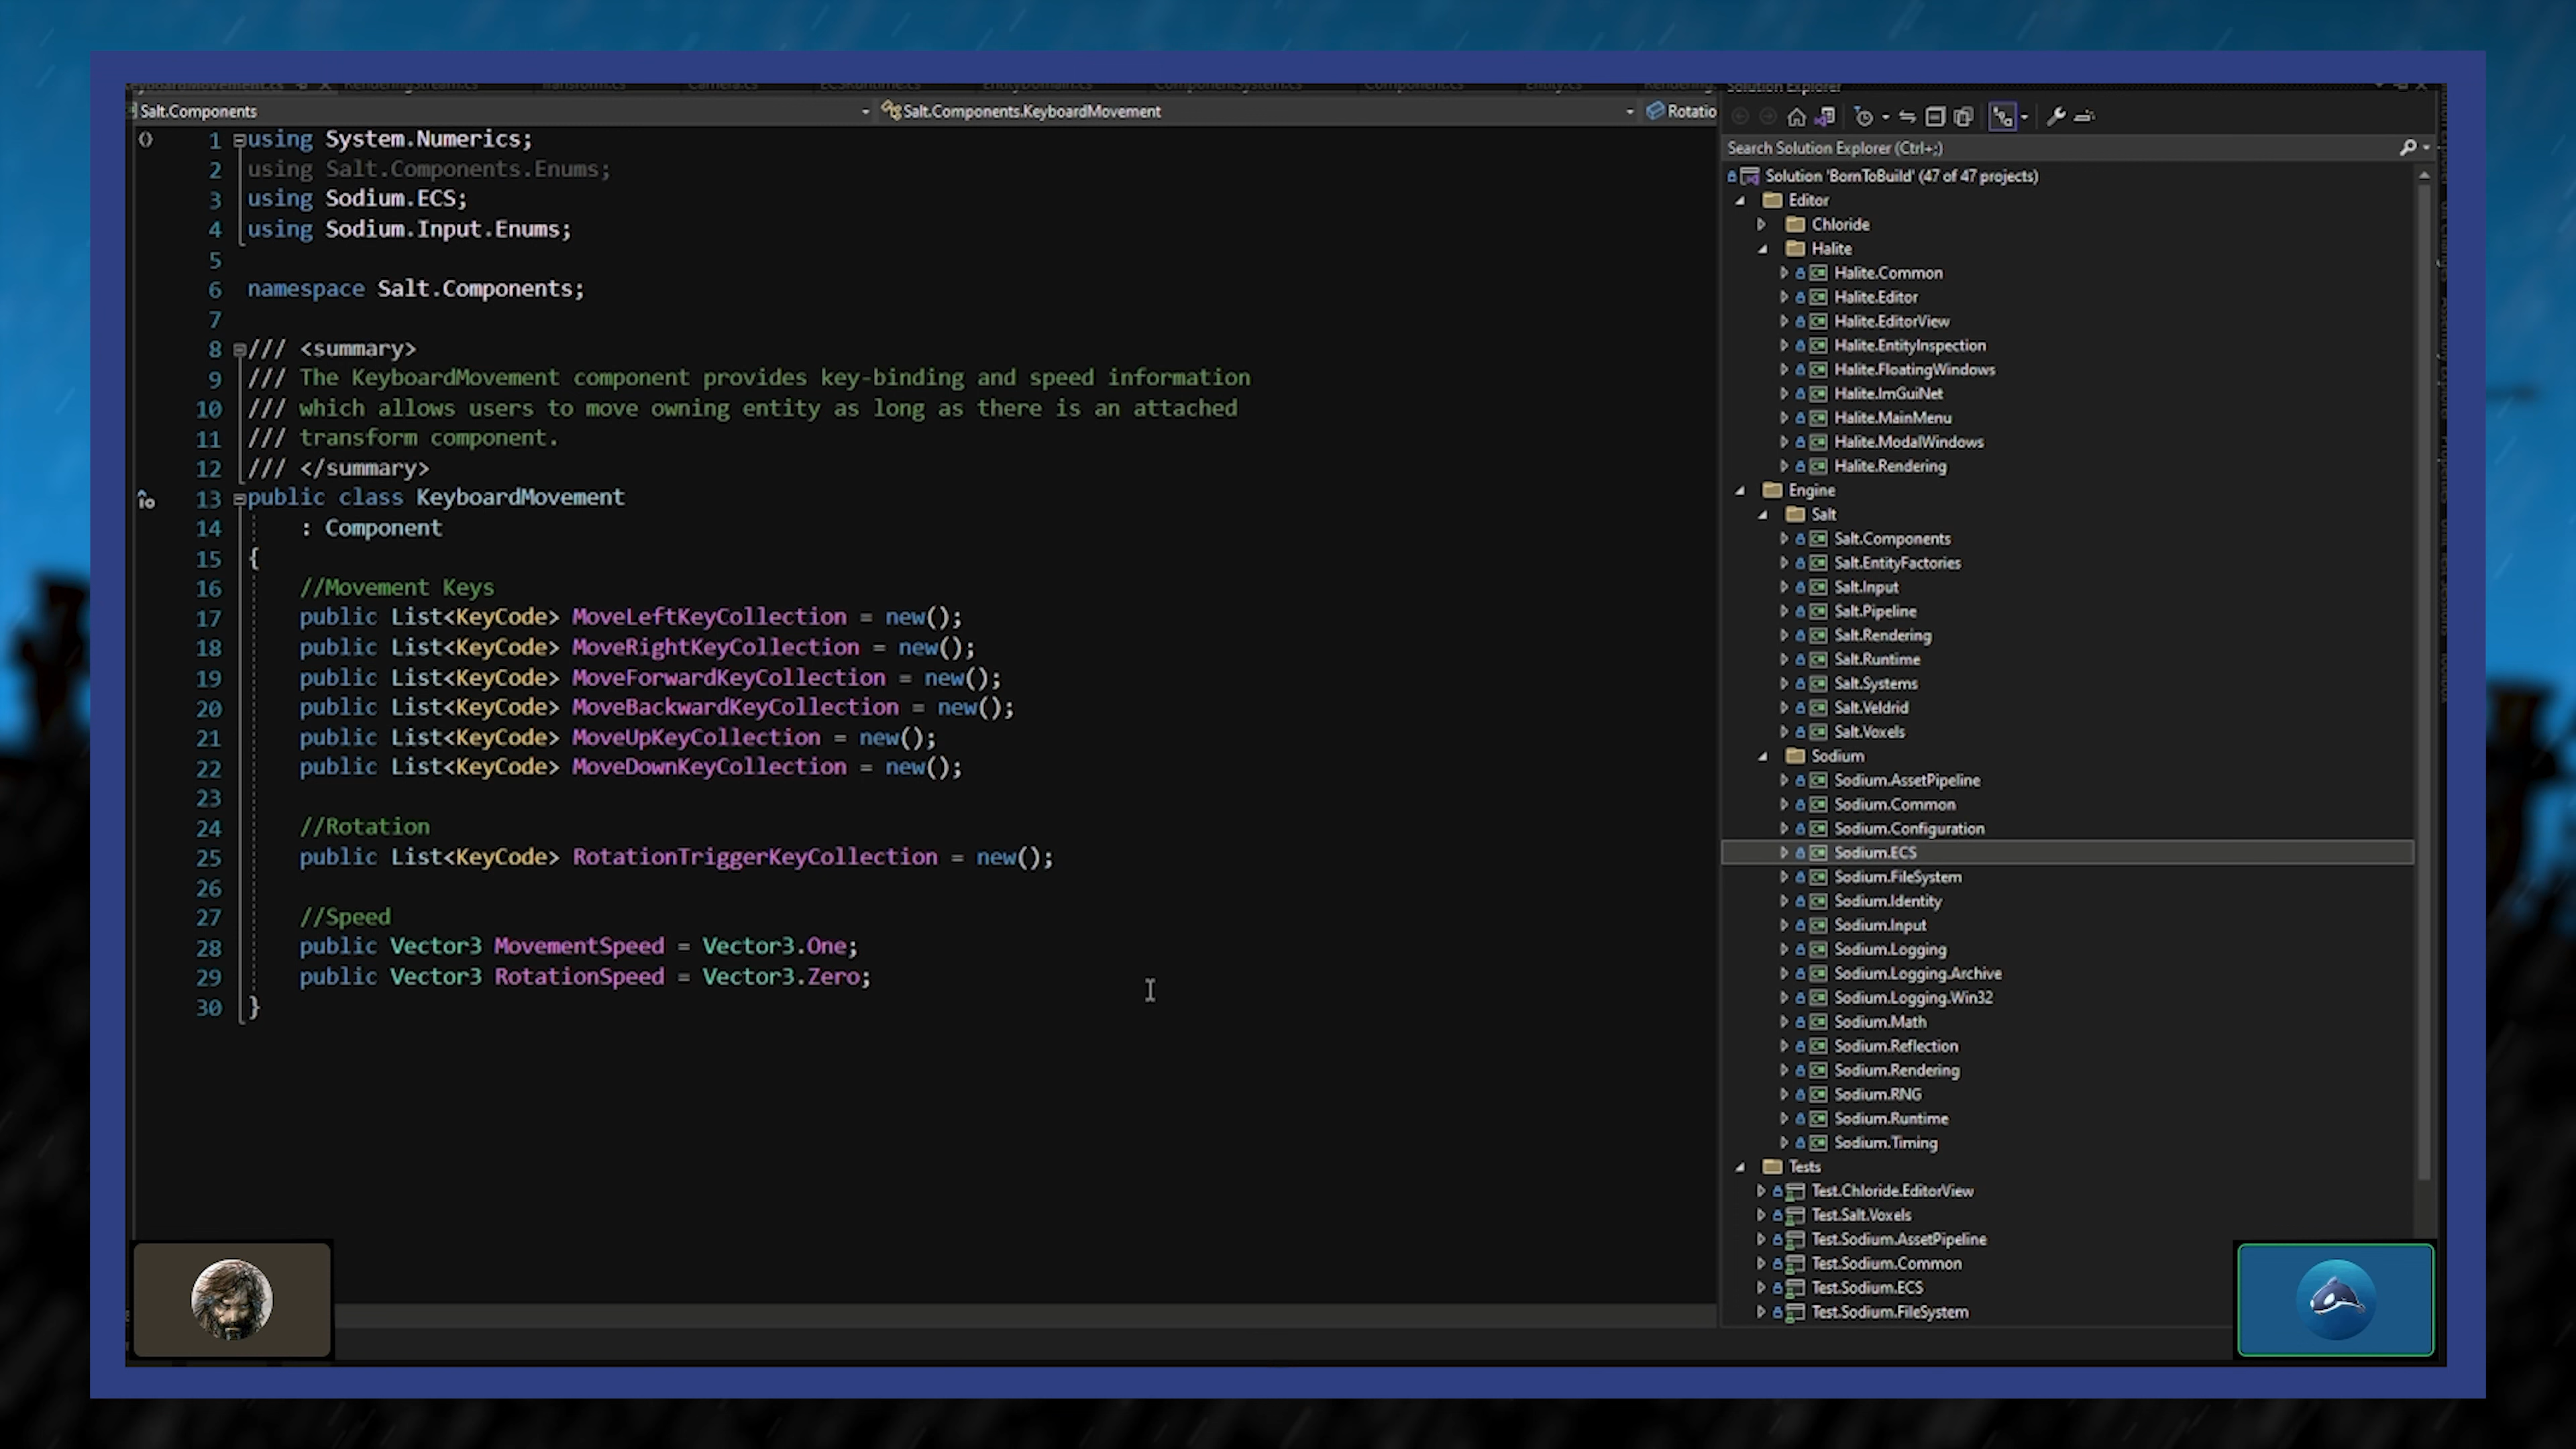 Salt.Components
Salt.Components.KeyboardMovement
Rotatio
1 using System.Numerics;
2 using Salt.Components.Enums;
3 using Sodium.ECS;
4 using Sodium.Input.Enums;
5
6 namespace Salt.Components;
7
8 /// <summary>
9 /// The KeyboardMovement component provides key-binding and speed information
10 /// which allows users to move owning entity as long as there is an attached
11 /// transform component.
12 /// </summary>
13 public class KeyboardMovement
14 : Component
15 {
16 //Movement Keys
17 public List<KeyCode> MoveLeftKeyCollection = new();
18 public List<KeyCode> MoveRightKeyCollection = new();
19 public List<KeyCode> MoveForwardKeyCollection = new();
20 public List<KeyCode> MoveBackwardKeyCollection = new();
21 public List<KeyCode> MoveUpKeyCollection = new();
22 public List<KeyCode> MoveDownKeyCollection = new();
23
24 //Rotation
25 public List<KeyCode> RotationTriggerKeyCollection = new();
26
27 //Speed
28 public Vector3 MovementSpeed = Vector3.One;
29 public Vector3 RotationSpeed = Vector3.Zero;
30 }
Solution Explorer
Search Solution Explorer (Ctrl+;)
Solution 'BornToBuild' (47 of 47 projects)
Editor
Chloride
Halite
Halite.Common
Halite.Editor
Halite.EditorView
Halite.EntityInspection
Halite.FloatingWindows
Halite.ImGuiNet
Halite.MainMenu
Halite.ModalWindows
Halite.Rendering
Engine
Salt
Salt.Components
Salt.EntityFactories
Salt.Input
Salt.Pipeline
Salt.Rendering
Salt.Runtime
Salt.Systems
Salt.Veldrid
Salt.Voxels
Sodium
Sodium.AssetPipeline
Sodium.Common
Sodium.Configuration
Sodium.ECS
Sodium.FileSystem
Sodium.Identity
Sodium.Input
Sodium.Logging
Sodium.Logging.Archive
Sodium.Logging.Win32
Sodium.Math
Sodium.Reflection
Sodium.Rendering
Sodium.RNG
Sodium.Runtime
Sodium.Timing
Tests
Test.Chloride.EditorView
Test.Salt.Voxels
Test.Sodium.AssetPipeline
Test.Sodium.Common
Test.Sodium.ECS
Test.Sodium.FileSystem